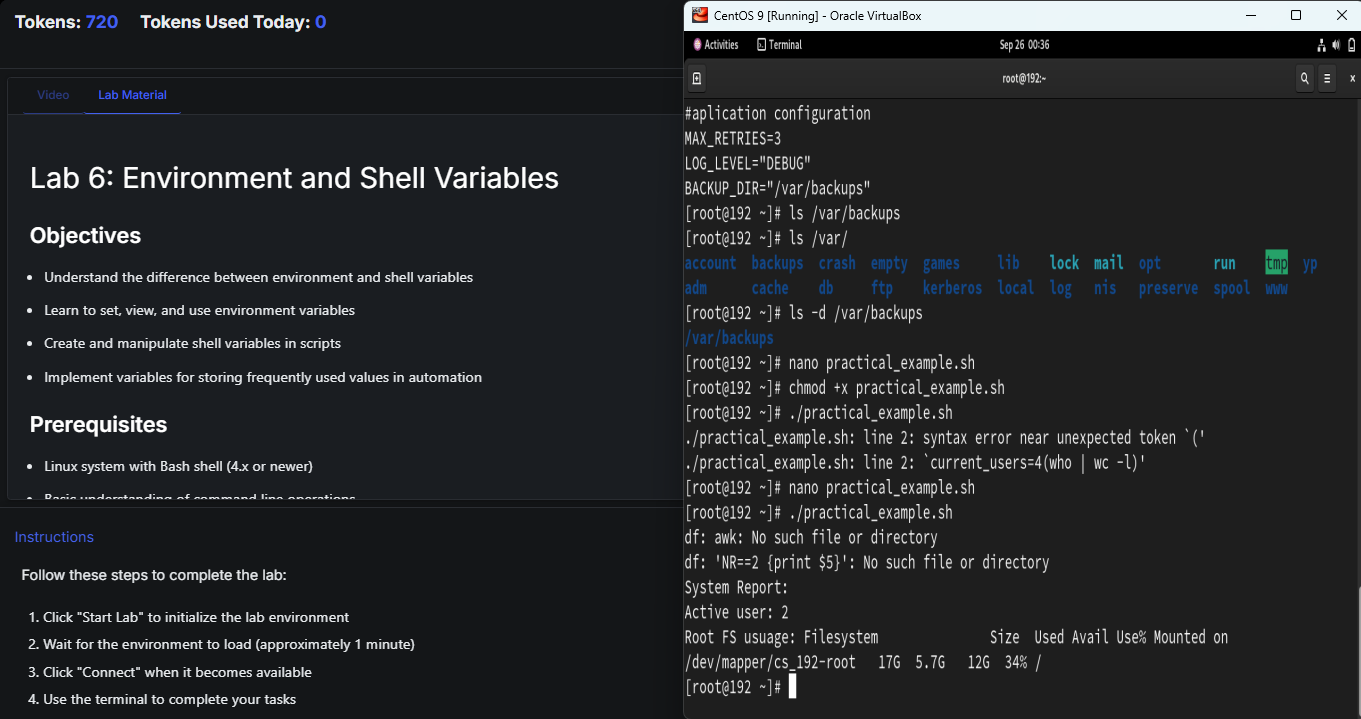 Tokens: 720 Tokens Used Today: 0
Video Lab Material
Lab 6: Environment and Shell Variables
Objectives
Understand the difference between environment and shell variables
Learn to set, view, and use environment variables
Create and manipulate shell variables in scripts
Implement variables for storing frequently used values in automation
Prerequisites
Linux system with Bash shell (4.x or newer)
Basic understanding of command line operations
Instructions
Follow these steps to complete the lab:
1. Click "Start Lab" to initialize the lab environment
2. Wait for the environment to load (approximately 1 minute)
3. Click "Connect" when it becomes available
4. Use the terminal to complete your tasks
CentOS 9 [Running] - Oracle VirtualBox
Activities Terminal Sep 26 00:36
root@192:~
#aplication configuration
MAX_RETRIES=3
LOG_LEVEL="DEBUG"
BACKUP_DIR="/var/backups"
[root@192 ~]# ls /var/backups
[root@192 ~]# ls /var/
account backups crash empty games lib lock mail opt run tmp yp
adm cache db ftp kerberos local log nis preserve spool www
[root@192 ~]# ls -d /var/backups
/var/backups
[root@192 ~]# nano practical_example.sh
[root@192 ~]# chmod +x practical_example.sh
[root@192 ~]# ./practical_example.sh
./practical_example.sh: line 2: syntax error near unexpected token `('
./practical_example.sh: line 2: `current_users=4(who | wc -l)'
[root@192 ~]# nano practical_example.sh
[root@192 ~]# ./practical_example.sh
df: awk: No such file or directory
df: 'NR==2 {print $5}': No such file or directory
System Report:
Active user: 2
Root FS usuage: Filesystem Size Used Avail Use% Mounted on
/dev/mapper/cs_192-root 17G 5.7G 12G 34% /
[root@192 ~]#